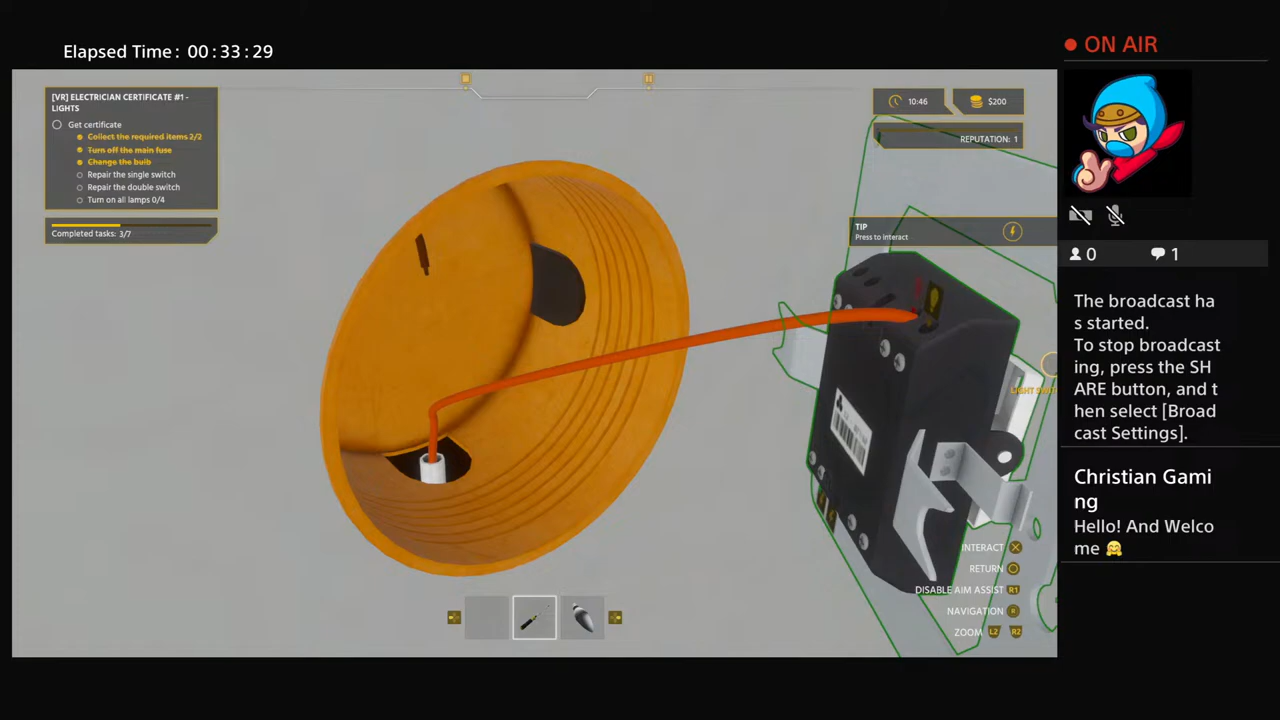 Elapsed Time: 00:33:29
ON AIR
[VR] ELECTRICIAN CERTIFICATE #1 -
LIGHTS
Get certificate
Collect the required items 2/2
Turn off the main fuse
Change the bulb
Repair the single switch
Repair the double switch
Turn on all lamps 0/4
Completed tasks: 3/7
10:46
$200
REPUTATION: 1
TIP
Press to interact
INTERACT
RETURN
DISABLE AIM ASSIST R1
NAVIGATION R
ZOOM L2 R2
0
1
The broadcast ha
s started.
To stop broadcast
ing, press the SH
ARE button, and t
hen select [Broad
cast Settings].
Christian Gami
ng
Hello! And Welco
me 🤗